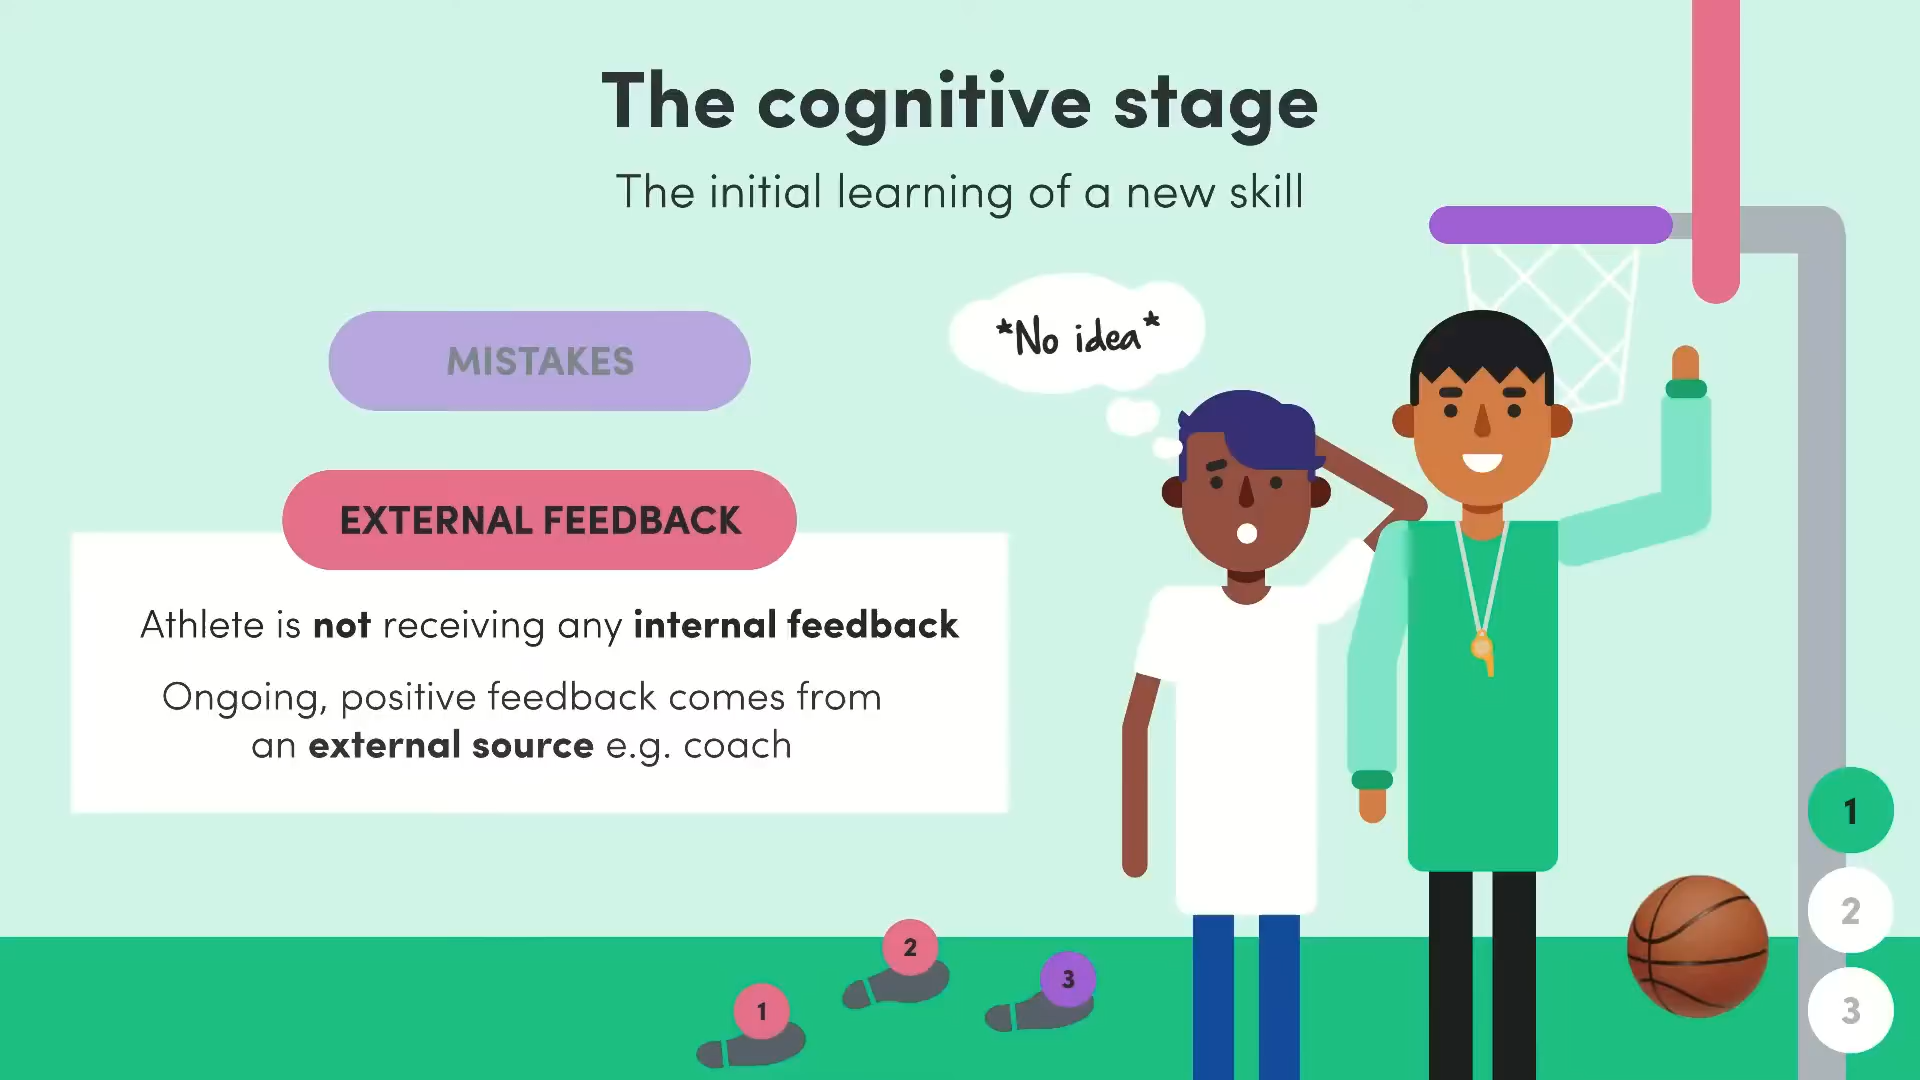 The cognitive stage
The initial learning of a new skill
MISTAKES
*No idea*
EXTERNAL FEEDBACK
Athlete is not receiving any internal feedback
Ongoing, positive feedback comes from
an external source e.g. coach
1
2
3
1
2
3